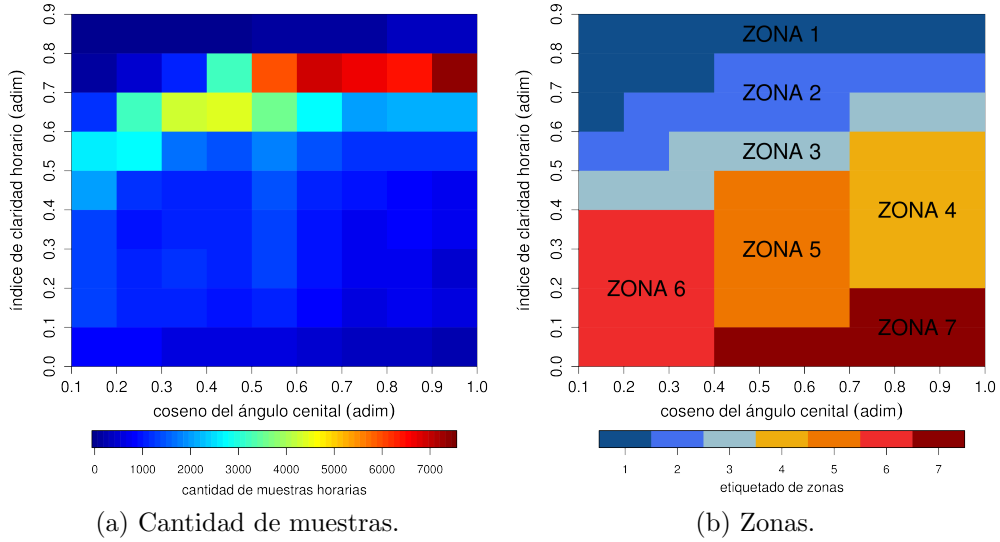 índice de claridad horario (adim)
0.9
0.8
0.7
0.6
0.5
0.4
0.3
0.2
0.1
0.0
0.1 0.2 0.3 0.4 0.5 0.6 0.7 0.8 0.9 1.0
coseno del ángulo cenital (adim)
0 1000 2000 3000 4000 5000 6000 7000
cantidad de muestras horarias
(a) Cantidad de muestras.
índice de claridad horario (adim)
0.9
0.8
0.7
0.6
0.5
0.4
0.3
0.2
0.1
0.0
ZONA 1
ZONA 2
ZONA 3
ZONA 4
ZONA 5
ZONA 6
ZONA 7
0.1 0.2 0.3 0.4 0.5 0.6 0.7 0.8 0.9 1.0
coseno del ángulo cenital (adim)
1 2 3 4 5 6 7
etiquetado de zonas
(b) Zonas.